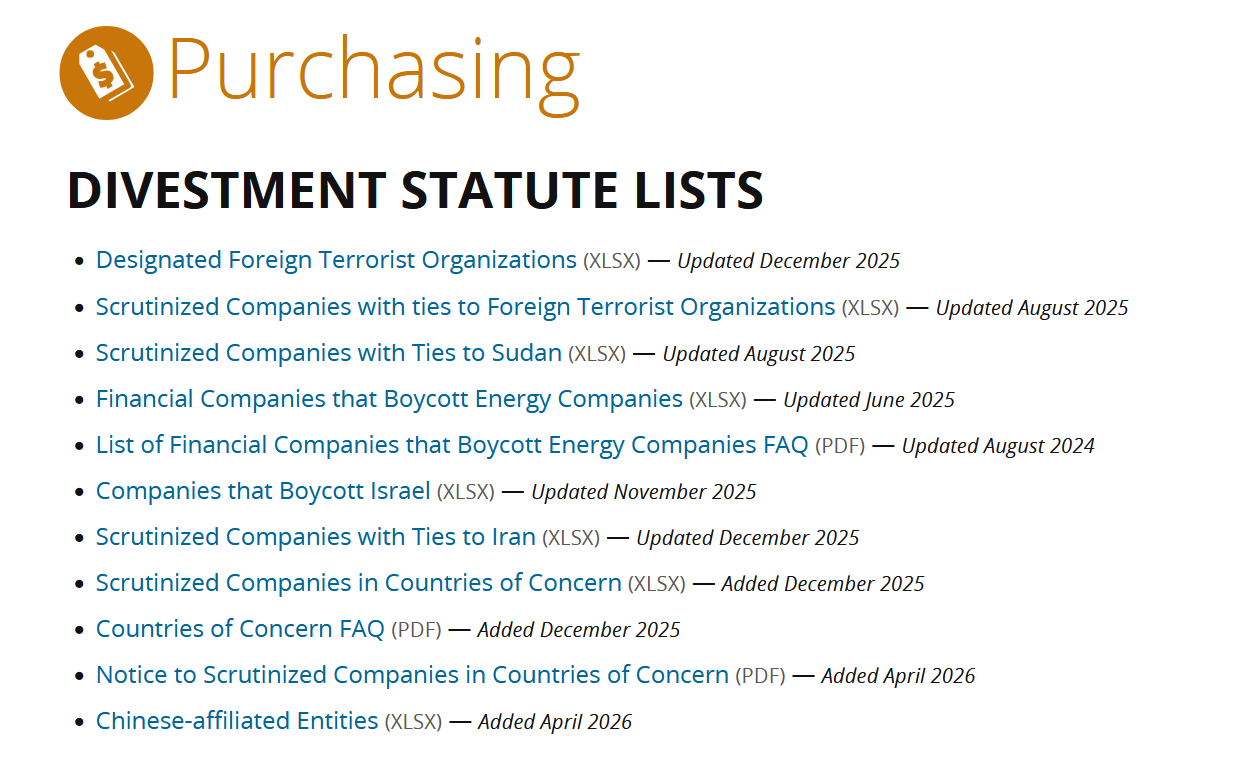 Purchasing
DIVESTMENT STATUTE LISTS
• Designated Foreign Terrorist Organizations (XLSX) — Updated December 2025
• Scrutinized Companies with ties to Foreign Terrorist Organizations (XLSX) — Updated August 2025
• Scrutinized Companies with Ties to Sudan (XLSX) — Updated August 2025
• Financial Companies that Boycott Energy Companies (XLSX) — Updated June 2025
• List of Financial Companies that Boycott Energy Companies FAQ (PDF) — Updated August 2024
• Companies that Boycott Israel (XLSX) — Updated November 2025
• Scrutinized Companies with Ties to Iran (XLSX) — Updated December 2025
• Scrutinized Companies in Countries of Concern (XLSX) — Added December 2025
• Countries of Concern FAQ (PDF) — Added December 2025
• Notice to Scrutinized Companies in Countries of Concern (PDF) — Added April 2026
• Chinese-affiliated Entities (XLSX) — Added April 2026